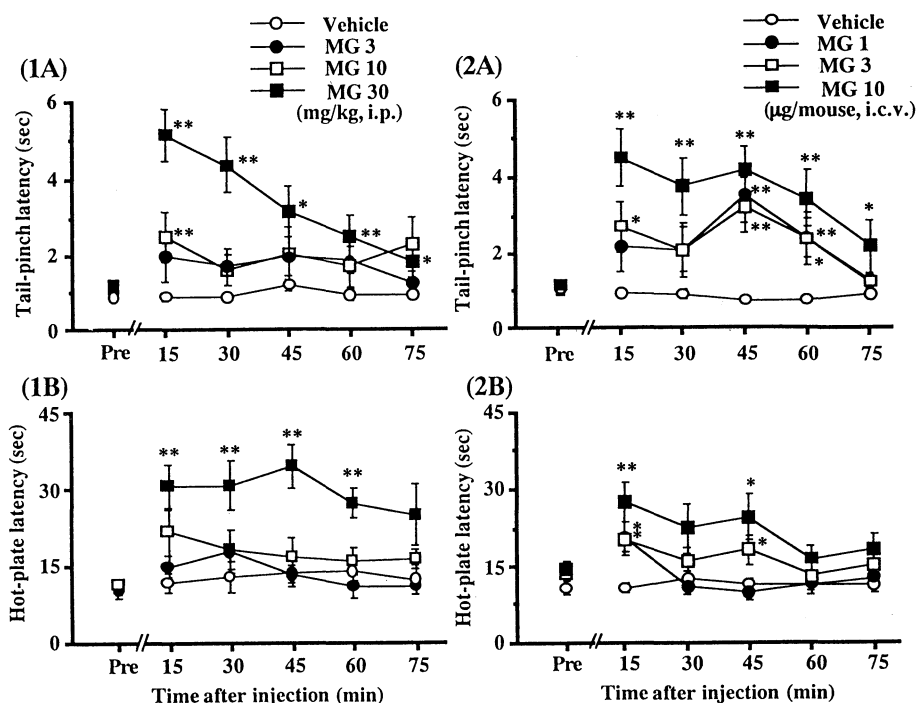 Vehicle
MG 3
MG 10
MG 30
(mg/kg, i.p.)
(1A)
Tail-pinch latency (sec)
6
4
2
0
** ** * ** ** *
Pre 15 30 45 60 75
Vehicle
MG 1
MG 3
MG 10
(µg/mouse, i.c.v.)
(2A)
Tail-pinch latency (sec)
6
4
2
0
** ** ** ** * * ** ** ** *
Pre 15 30 45 60 75
(1B)
Hot-plate latency (sec)
45
30
15
0
** ** ** **
Pre 15 30 45 60 75
Time after injection (min)
(2B)
Hot-plate latency (sec)
45
30
15
0
** * * * *
Pre 15 30 45 60 75
Time after injection (min)